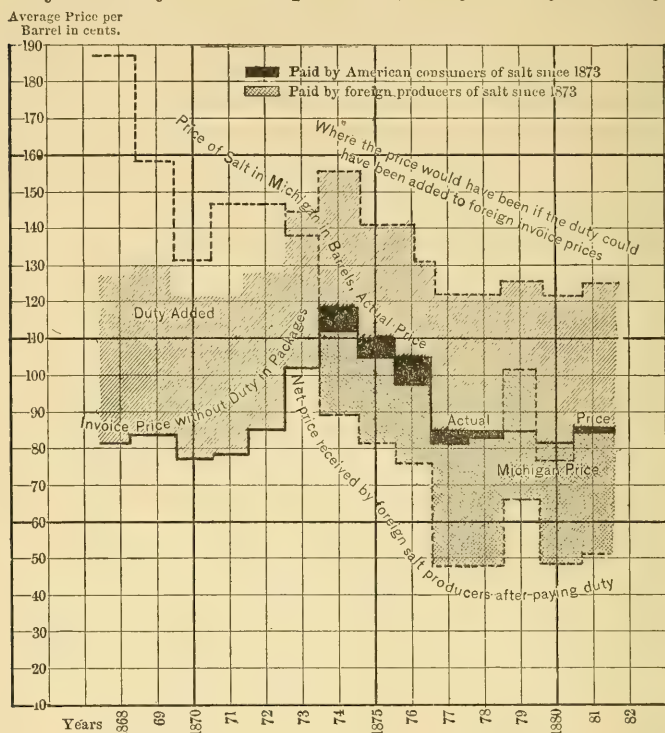 Average Price per
Barrel in cents.
190
180
170
160
150
140
130
120
110
100
90
80
70
60
50
40
30
20
10
Paid by American consumers of salt since 1873
Paid by foreign producers of salt since 1873
Price of Salt in Michigan in Barrels, Actual Price
Where the price would have been if the duty could
have been added to foreign invoice prices
Duty Added
Invoice Price without Duty in Packages
Net price received by foreign salt producers after paying duty
Actual Price
Michigan Price
Years 1868 69 1870 71 72 73 74 1875 76 77 78 79 1880 81 82